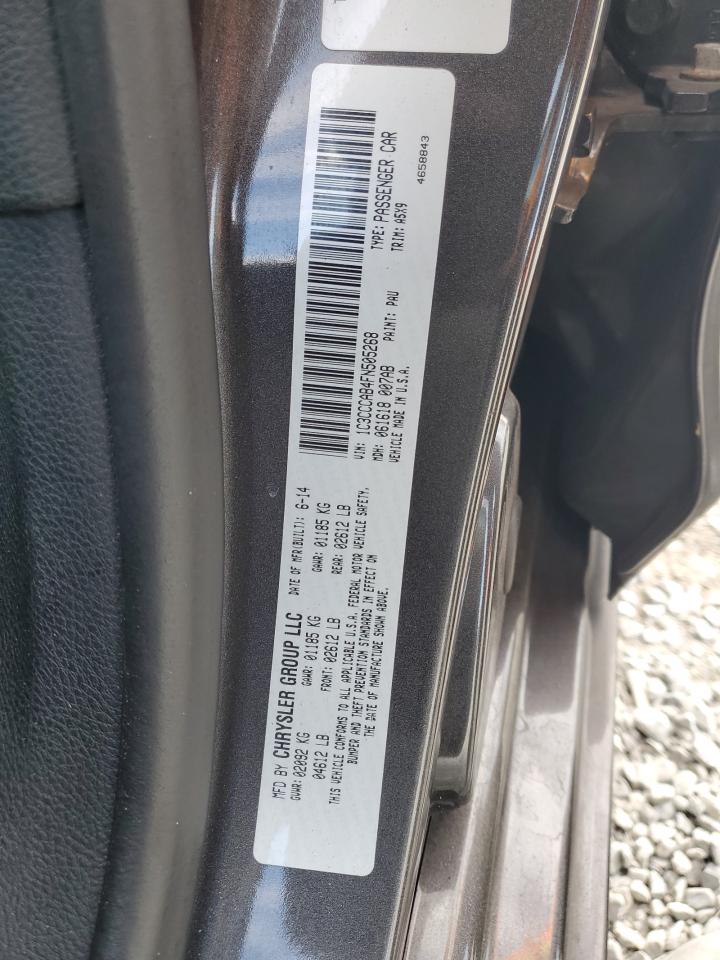 MFD BY CHRYSLER GROUP LLC DATE OF MFR(BUILT): 6-14
GVWR: 02092 KG GAWR: 01185 KG GAWR: 01185 KG
04612 LB FRONT: 02612 LB REAR: 02612 LB
THIS VEHICLE CONFORMS TO ALL APPLICABLE U.S.A. FEDERAL MOTOR VEHICLE SAFETY,
BUMPER AND THEFT PREVENTION STANDARDS IN EFFECT ON
THE DATE OF MANUFACTURE SHOWN ABOVE.
VIN: 1C3CCCAB4FN505268 TYPE: PASSENGER CAR
MDH: 061618 007AB PAINT: PAU TRIM: A5X9
VEHICLE MADE IN U.S.A.
4658843